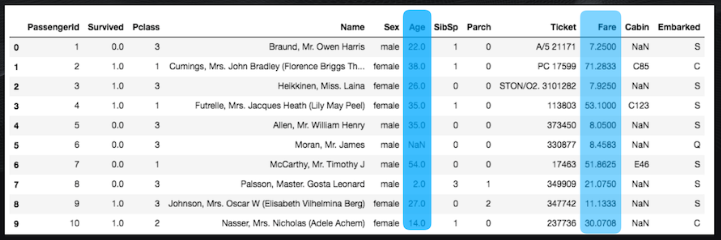 PassengerId Survived Pclass Name Sex Age SibSp Parch Ticket Fare Cabin Embarked
0 1 0.0 3 Braund, Mr. Owen Harris male 22.0 1 0 A/5 21171 7.2500 NaN S
1 2 1.0 1 Cumings, Mrs. John Bradley (Florence Briggs Th... female 38.0 1 0 PC 17599 71.2833 C85 C
2 3 1.0 3 Heikkinen, Miss. Laina female 26.0 0 0 STON/O2. 3101282 7.9250 NaN S
3 4 1.0 1 Futrelle, Mrs. Jacques Heath (Lily May Peel) female 35.0 1 0 113803 53.1000 C123 S
4 5 0.0 3 Allen, Mr. William Henry male 35.0 0 0 373450 8.0500 NaN S
5 6 0.0 3 Moran, Mr. James male NaN 0 0 330877 8.4583 NaN Q
6 7 0.0 1 McCarthy, Mr. Timothy J male 54.0 0 0 17463 51.8625 E46 S
7 8 0.0 3 Palsson, Master. Gosta Leonard male 2.0 3 1 349909 21.0750 NaN S
8 9 1.0 3 Johnson, Mrs. Oscar W (Elisabeth Vilhelmina Berg) female 27.0 0 2 347742 11.1333 NaN S
9 10 1.0 2 Nasser, Mrs. Nicholas (Adele Achem) female 14.0 1 0 237736 30.0708 NaN C